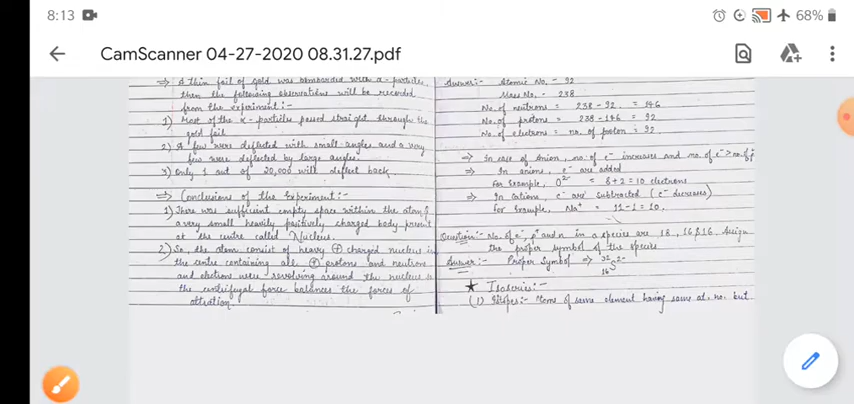 8:13
68%
CamScanner 04-27-2020 08.31.27.pdf
⇒ A thin foil of gold was bombarded with α-particles
then the following observations will be recorded
from the experiment:-
1) Most of the α-particles passed straight through the
gold foil
2) A few were deflected with small angles and a very
few were deflected by large angles.
3) Only 1 out of 20,000 will deflect back.
⇒ Conclusions of the Experiment:-
1) There was sufficient empty space within the atom &
a very small heavily positively charged body present
at the centre called Nucleus.
2) So, the atom consist of heavy ⊕ charged nucleus in
the centre containing all ⊕ protons and neutrons
and electrons were revolving around the nucleus &
the centrifugal force balances the forces of
attration.
Answer:- Atomic No. - 92
Mass No. - 238
No. of neutrons = 238-92 = 146
No. of protons = 238-146 = 92
No. of electrons = no. of proton = 92.
⇒ In case of Anion, no. of e⁻ increases and no. of e⁻ > no. of p
⇒ In anions, e⁻ are added
for Example, O²⁻ = 8+2=10 electrons
⇒ In cations, e⁻ are subtracted (e⁻ decreases)
for Example, Na⁺ = 11-1 = 10.
Question:- No. of e⁻, p⁺ and n in a species are 18, 16 & 16. Assign
the proper symbol of the species
Answer:- Proper Symbol ⇒ ³²₁₆S²⁻
★ Isoseries:-
(1) Isotopes:- Atoms of same element having same at. no. but